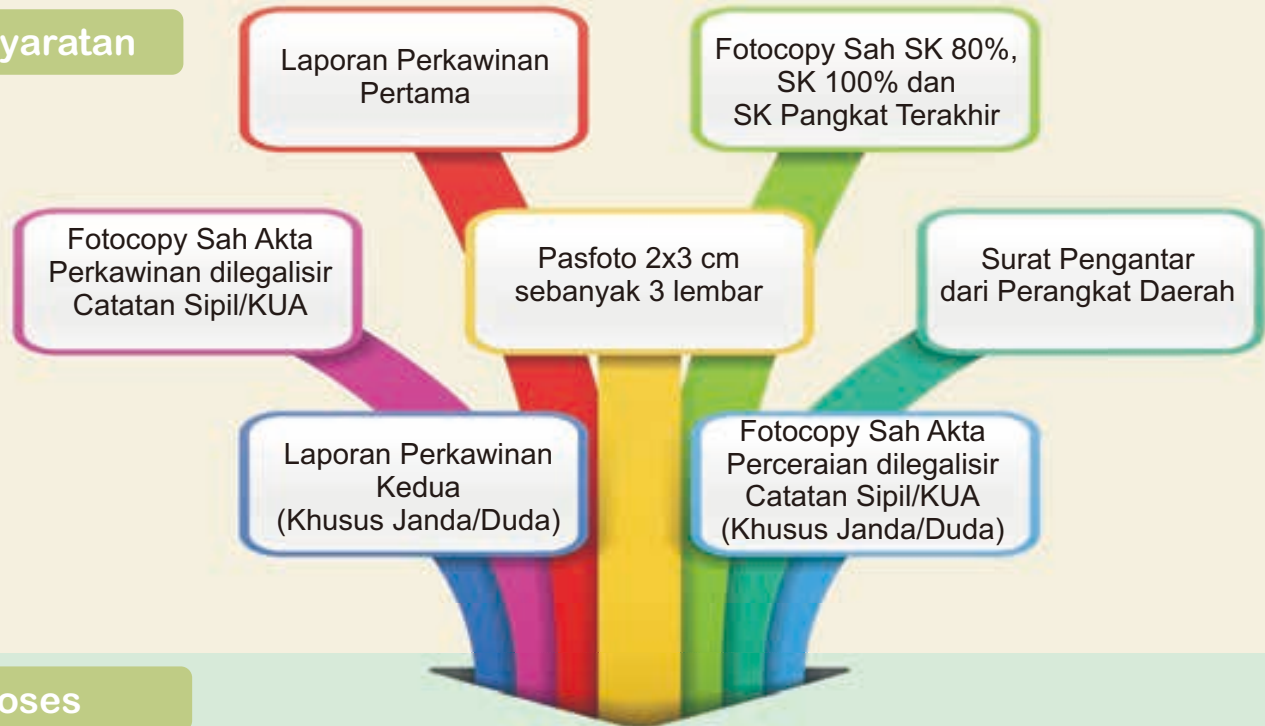 yaratan
Laporan Perkawinan
Pertama
Fotocopy Sah SK 80%,
SK 100% dan
SK Pangkat Terakhir
Fotocopy Sah Akta
Perkawinan dilegalisir
Catatan Sipil/KUA
Pasfoto 2x3 cm
sebanyak 3 lembar
Surat Pengantar
dari Perangkat Daerah
Laporan Perkawinan
Kedua
(Khusus Janda/Duda)
Fotocopy Sah Akta
Perceraian dilegalisir
Catatan Sipil/KUA
(Khusus Janda/Duda)
oses